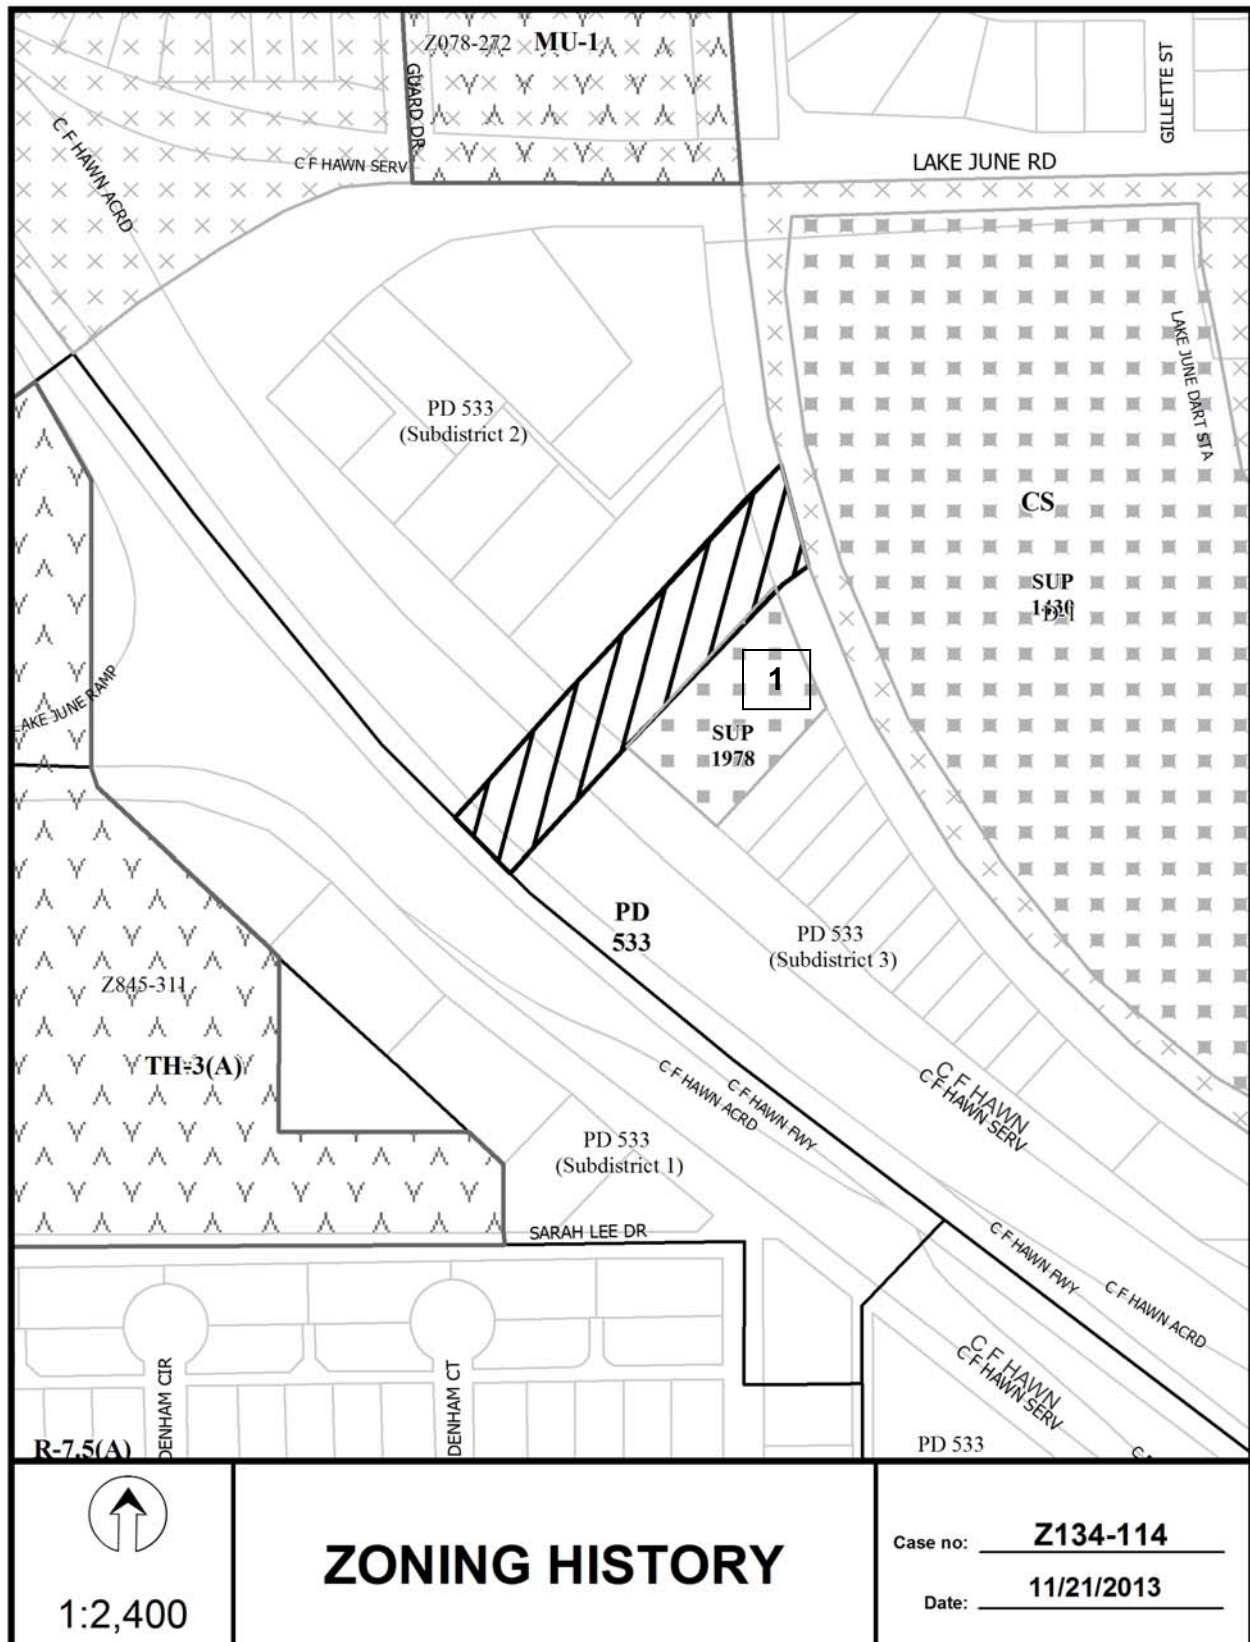 Z078-272 MU-1
GUARD DR
GILLETTE ST
C F HAWN ACRD
C F HAWN SERV
LAKE JUNE RD
LAKE JUNE DART STA
PD 533
(Subdistrict 2)
CS
SUP
1430
D-1
1
SUP
1978
LAKE JUNE RAMP
PD
533
PD 533
(Subdistrict 3)
Z845-311
TH-3(A)
C F HAWN ACRD
C F HAWN FWY
C F HAWN
C F HAWN SERV
PD 533
(Subdistrict 1)
SARAH LEE DR
C F HAWN FWY
C F HAWN ACRD
C F HAWN
C F HAWN SERV
DENHAM CIR
DENHAM CT
R-7.5(A)
PD 533
1:2,400
ZONING HISTORY
Case no: Z134-114
Date: 11/21/2013